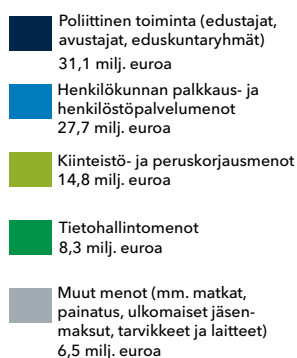 Poliittinen toiminta (edustajat,
avustajat, eduskuntaryhmät)
31,1 milj. euroa
Henkilökunnan palkkaus- ja
henkilöstöpalvelumenot
27,7 milj. euroa
Kiinteistö- ja peruskorjausmenot
14,8 milj. euroa
Tietohallintomenot
8,3 milj. euroa
Muut menot (mm. matkat,
painatus, ulkomaiset jäsen-
maksut, tarvikkeet ja laitteet)
6,5 milj. euroa